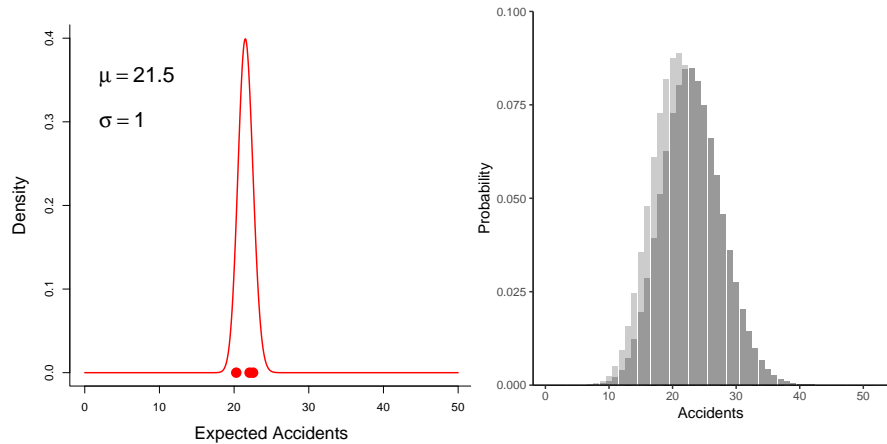 μ = 21.5
σ = 1
0.4
0.3
0.2
0.1
0.0
Density
0 10 20 30 40 50
Expected Accidents
0.100
0.075
0.050
0.025
0.000
Probability
0 10 20 30 40 50
Accidents